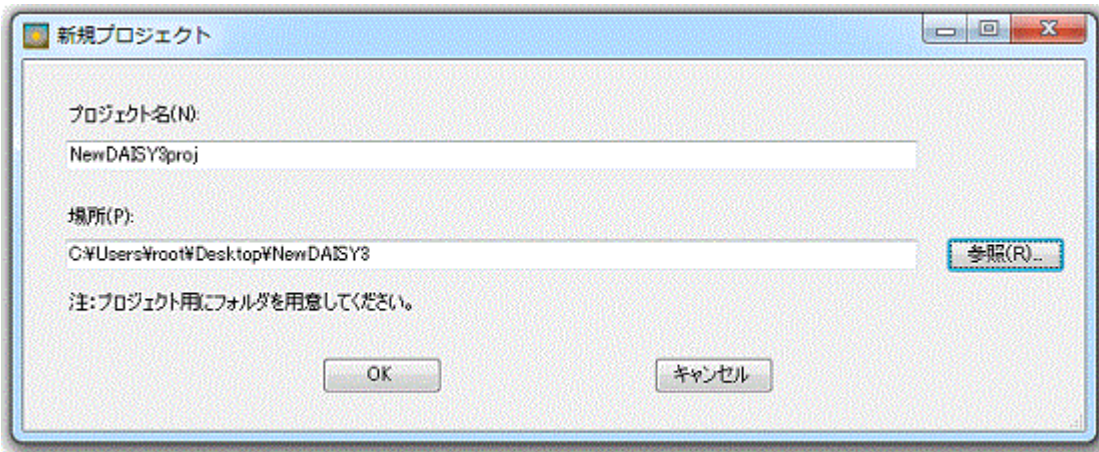 新規プロジェクト
プロジェクト名(N):
NewDAISY3proj
場所(P):
C:¥Users¥root¥Desktop¥NewDAISY3
参照(R)...
注:プロジェクト用にフォルダを用意してください。
OK
キャンセル